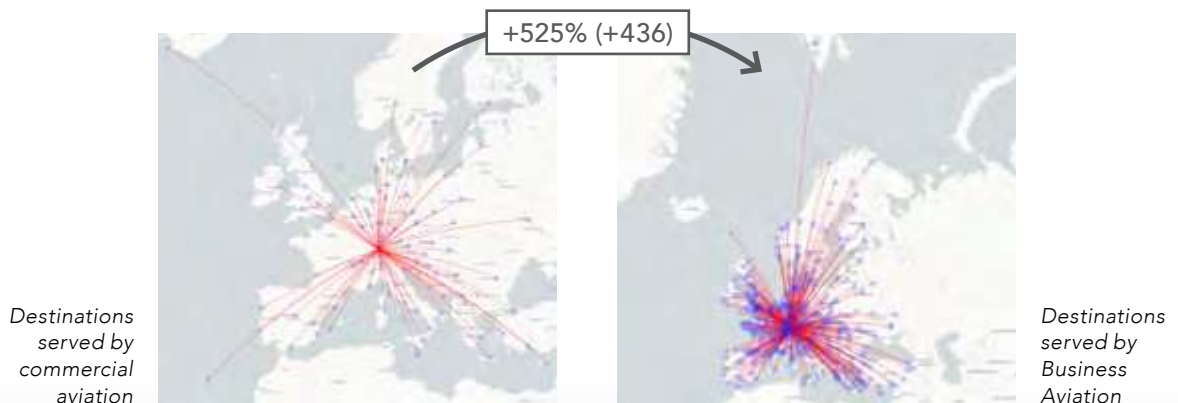 +525% (+436)
Destinations
served by
commercial
aviation
Destinations
served by
Business
Aviation